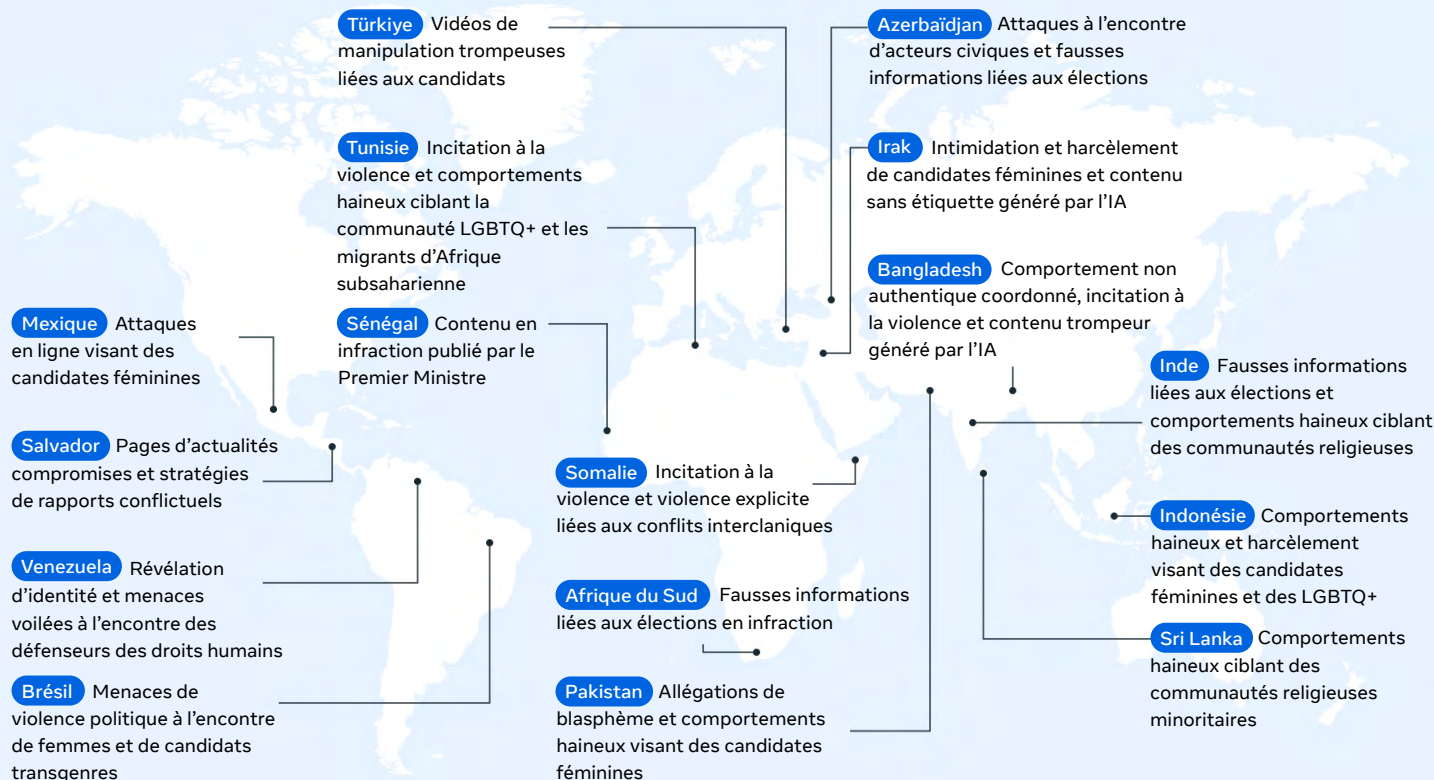 Türkiye Vidéos de
manipulation trompeuses
liées aux candidats
Azerbaïdjan Attaques à l'encontre
d'acteurs civiques et fausses
informations liées aux élections
Tunisie Incitation à la
violence et comportements
haineux ciblant la
communauté LGBTQ+ et les
migrants d'Afrique
subsaharienne
Irak Intimidation et harcèlement
de candidates féminines et contenu
sans étiquette généré par l'IA
Bangladesh Comportement non
authentique coordonné, incitation à
la violence et contenu trompeur
généré par l'IA
Mexique Attaques
en ligne visant des
candidates féminines
Sénégal Contenu en
infraction publié par le
Premier Ministre
Inde Fausses informations
liées aux élections et
comportements haineux ciblant
des communautés religieuses
Salvador Pages d'actualités
compromises et stratégies
de rapports conflictuels
Somalie Incitation à la
violence et violence explicite
liées aux conflits interclaniques
Indonésie Comportements
haineux et harcèlement
visant des candidates
féminines et des LGBTQ+
Venezuela Révélation
d'identité et menaces
voilées à l'encontre des
défenseurs des droits humains
Afrique du Sud Fausses informations
liées aux élections en infraction
Sri Lanka Comportements
haineux ciblant des
communautés religieuses
minoritaires
Brésil Menaces de
violence politique à l'encontre
de femmes et de candidats
transgenres
Pakistan Allégations de
blasphème et comportements
haineux visant des candidates
féminines